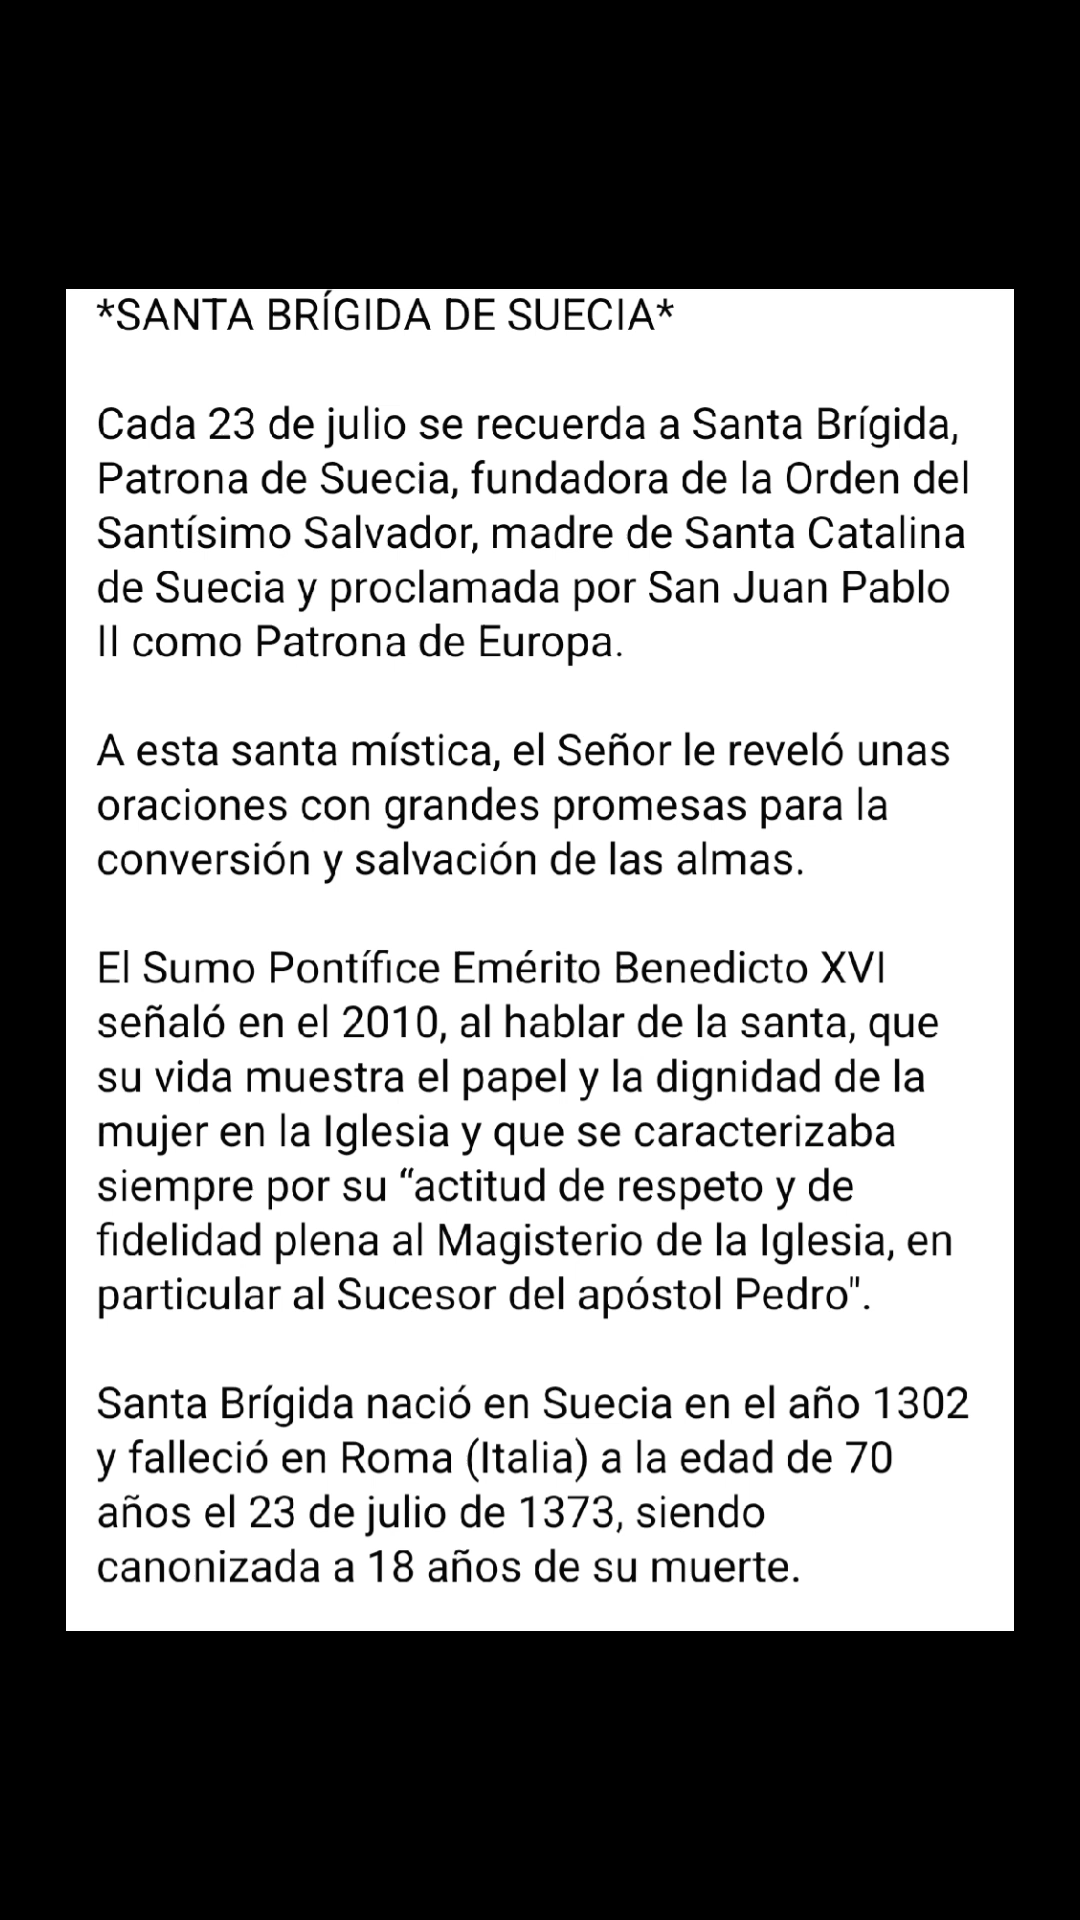 *SANTA BRÍGIDA DE SUECIA*
Cada 23 de julio se recuerda a Santa Brígida,
Patrona de Suecia, fundadora de la Orden del
Santísimo Salvador, madre de Santa Catalina
de Suecia y proclamada por San Juan Pablo
II como Patrona de Europa.
A esta santa mística, el Señor le reveló unas
oraciones con grandes promesas para la
conversión y salvación de las almas.
El Sumo Pontífice Emérito Benedicto XVI
señaló en el 2010, al hablar de la santa, que
su vida muestra el papel y la dignidad de la
mujer en la Iglesia y que se caracterizaba
siempre por su “actitud de respeto y de
fidelidad plena al Magisterio de la Iglesia, en
particular al Sucesor del apóstol Pedro".
Santa Brígida nació en Suecia en el año 1302
y falleció en Roma (Italia) a la edad de 70
años el 23 de julio de 1373, siendo
canonizada a 18 años de su muerte.